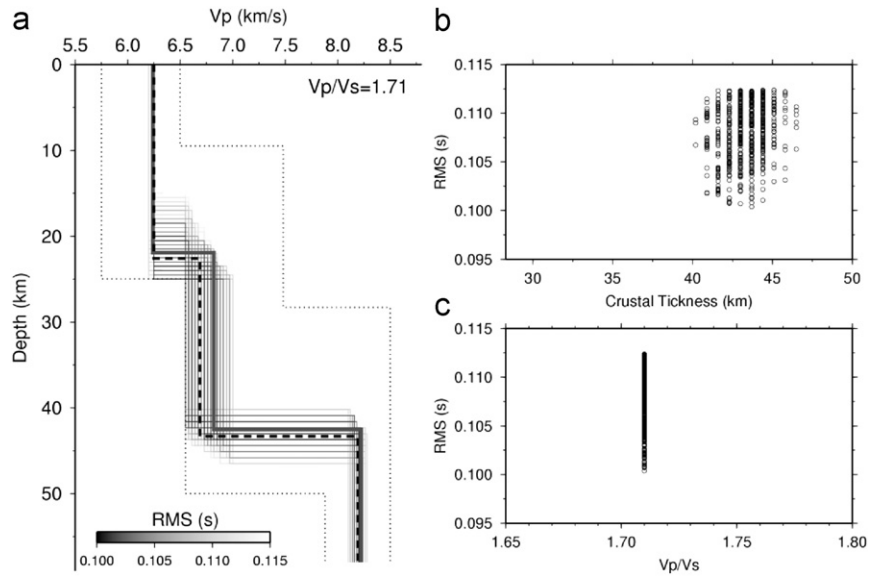 a
Vp (km/s)
5.5 6.0 6.5 7.0 7.5 8.0 8.5
Vp/Vs=1.71
Depth (km)
0
10
20
30
40
50
RMS (s)
0.100 0.105 0.110 0.115
b
RMS (s)
0.115
0.110
0.105
0.100
0.095
30 35 40 45 50
Crustal Tickness (km)
c
RMS (s)
0.115
0.110
0.105
0.100
0.095
1.65 1.70 1.75 1.80
Vp/Vs